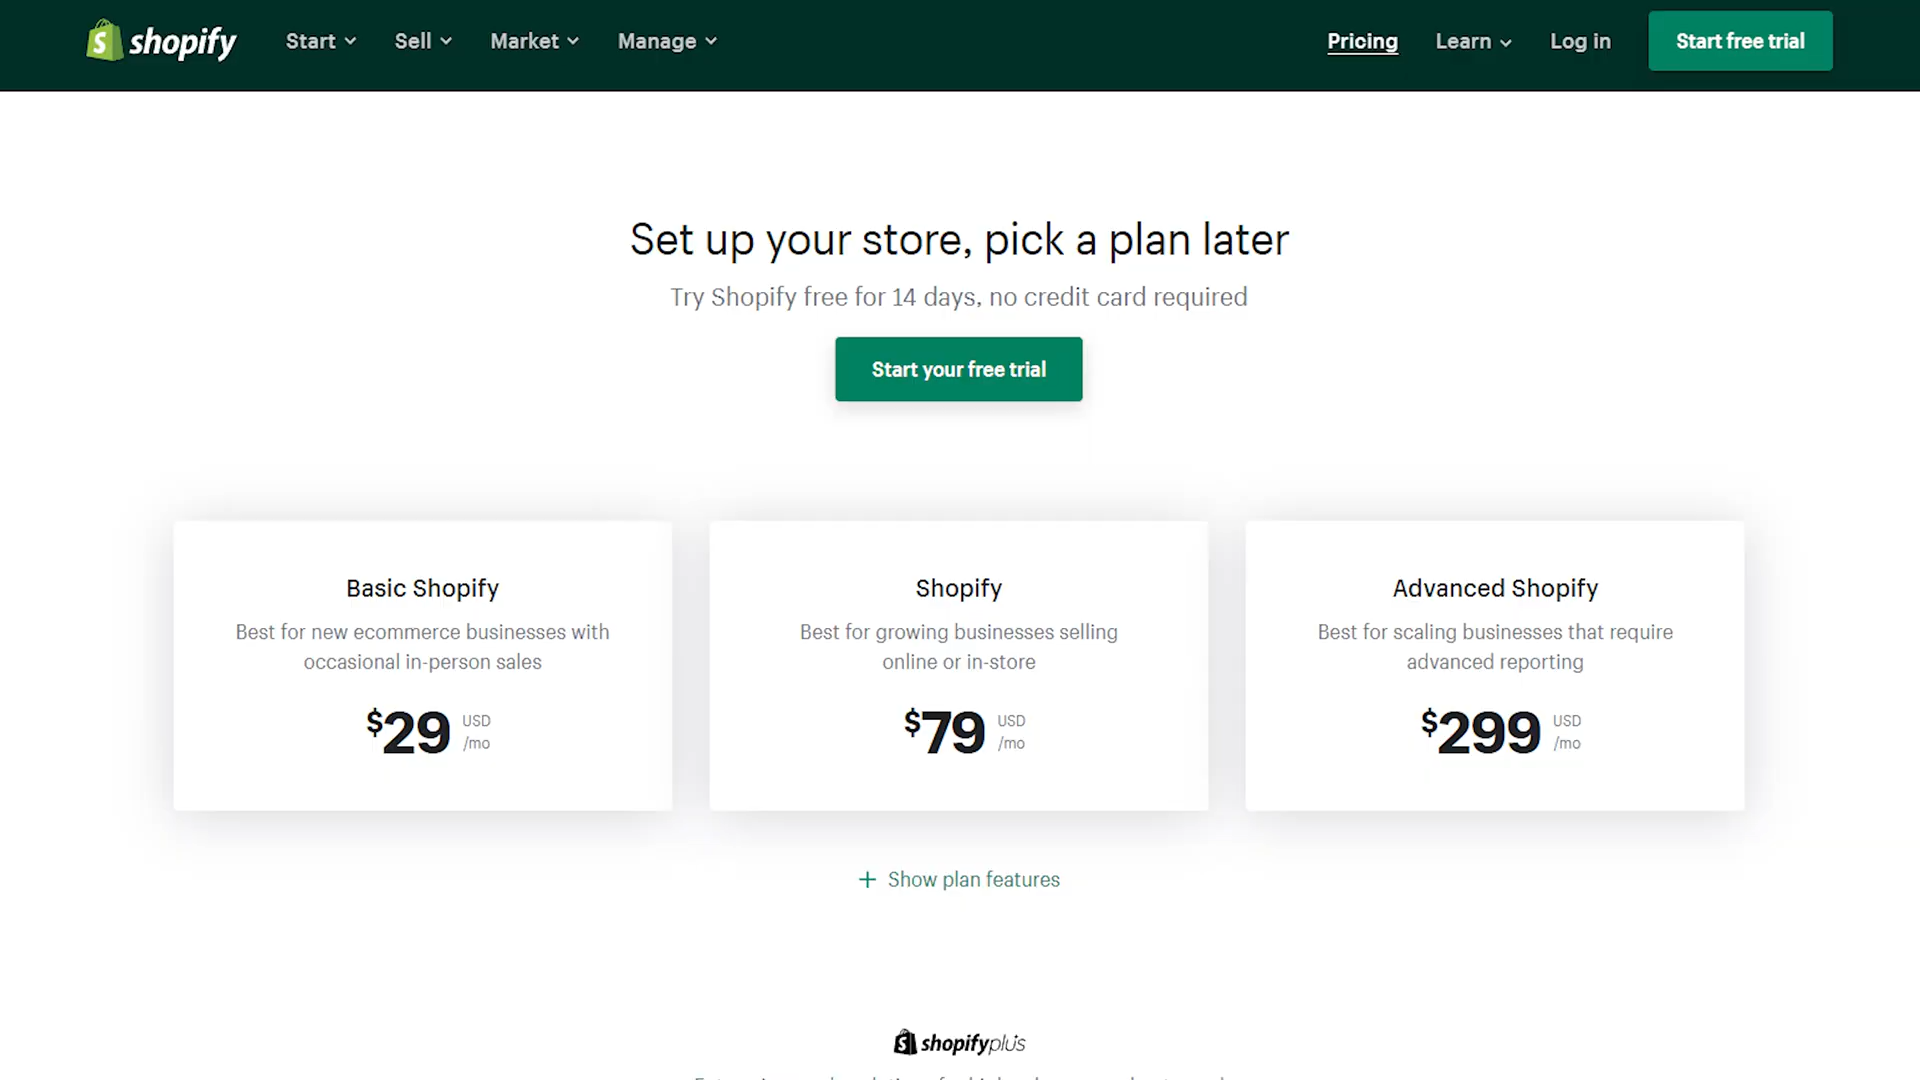 shopify
Start
Sell
Market
Manage
Pricing
Learn
Log in
Start free trial
Set up your store, pick a plan later
Try Shopify free for 14 days, no credit card required
Start your free trial
Basic Shopify
Best for new ecommerce businesses with
occasional in-person sales
$29 USD /mo
Shopify
Best for growing businesses selling
online or in-store
$79 USD /mo
Advanced Shopify
Best for scaling businesses that require
advanced reporting
$299 USD /mo
+ Show plan features
shopifyplus